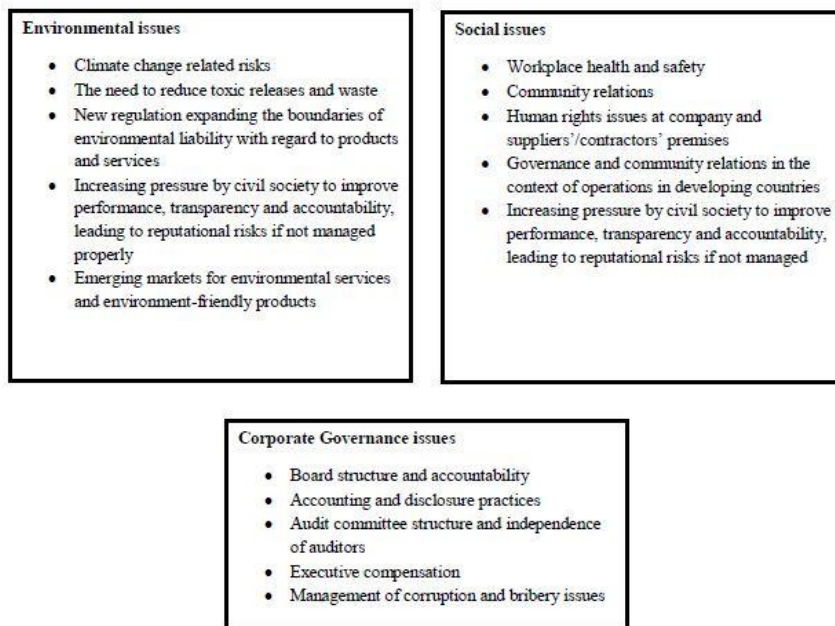 Environmental issues
• Climate change related risks
• The need to reduce toxic releases and waste
• New regulation expanding the boundaries of
environmental liability with regard to products
and services
• Increasing pressure by civil society to improve
performance, transparency and accountability,
leading to reputational risks if not managed
properly
• Emerging markets for environmental services
and environment-friendly products
Social issues
• Workplace health and safety
• Community relations
• Human rights issues at company and
suppliers'/contractors' premises
• Governance and community relations in the
context of operations in developing countries
• Increasing pressure by civil society to improve
performance, transparency and accountability,
leading to reputational risks if not managed
Corporate Governance issues
• Board structure and accountability
• Accounting and disclosure practices
• Audit committee structure and independence
of auditors
• Executive compensation
• Management of corruption and bribery issues